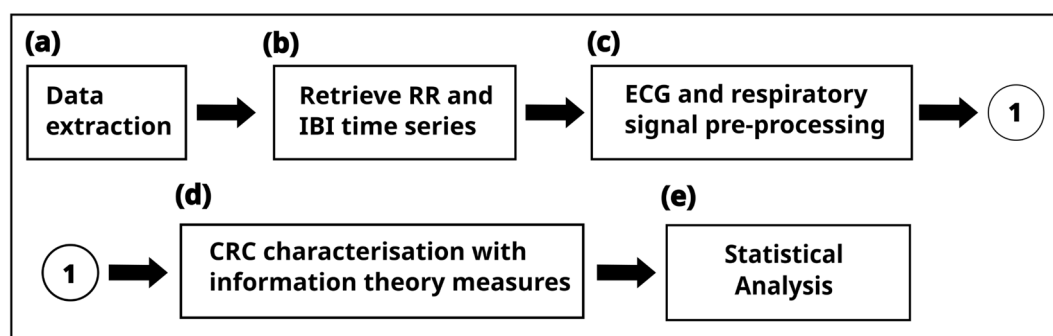 (a)
Data
extraction
(b)
Retrieve RR and
IBI time series
(c)
ECG and respiratory
signal pre-processing
1
1
(d)
CRC characterisation with
information theory measures
(e)
Statistical
Analysis